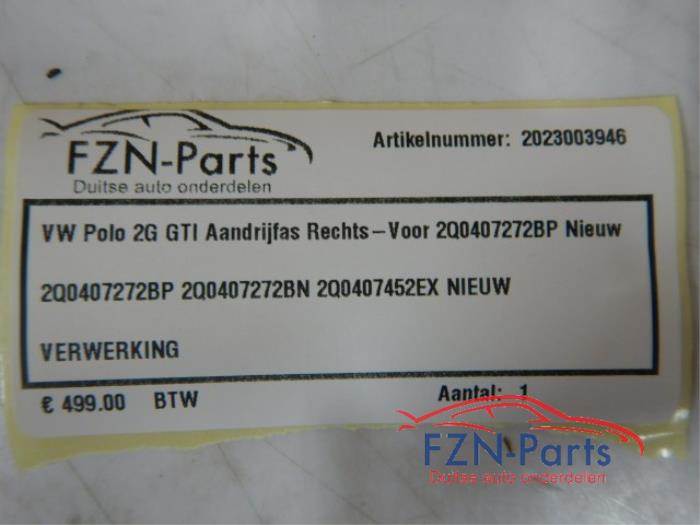 FZN-Parts
Duitse auto onderdelen
Artikelnummer: 2023003946
VW Polo 2G GTI Aandrijfas Rechts-Voor 2Q0407272BP Nieuw
2Q0407272BP 2Q0407272BN 2Q0407452EX NIEUW
VERWERKING
€ 499.00 BTW
Aantal: 1
FZN-Parts
Duitse auto onderdelen